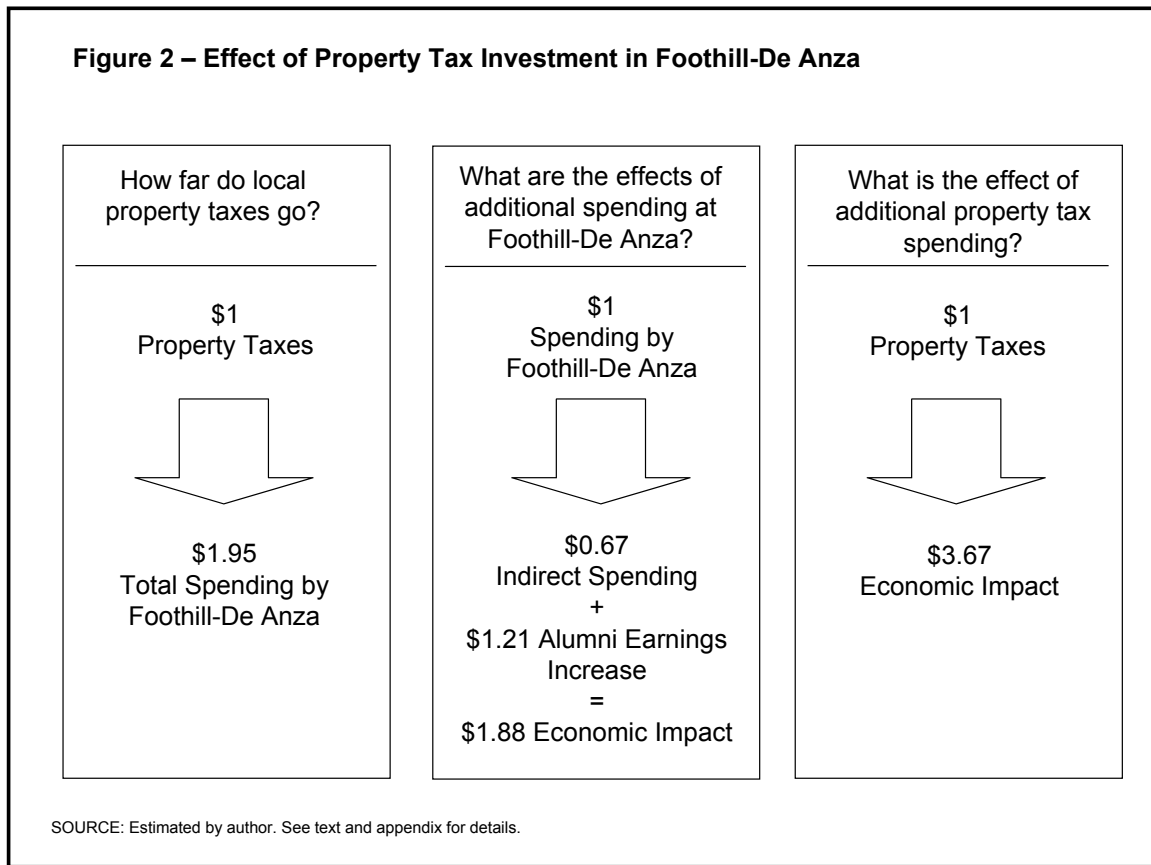 Figure 2 – Effect of Property Tax Investment in Foothill-De Anza
How far do local
property taxes go?
$1
Property Taxes
$1.95
Total Spending by
Foothill-De Anza
What are the effects of
additional spending at
Foothill-De Anza?
$1
Spending by
Foothill-De Anza
$0.67
Indirect Spending
+
$1.21 Alumni Earnings
Increase
=
$1.88 Economic Impact
What is the effect of
additional property tax
spending?
$1
Property Taxes
$3.67
Economic Impact
SOURCE: Estimated by author. See text and appendix for details.